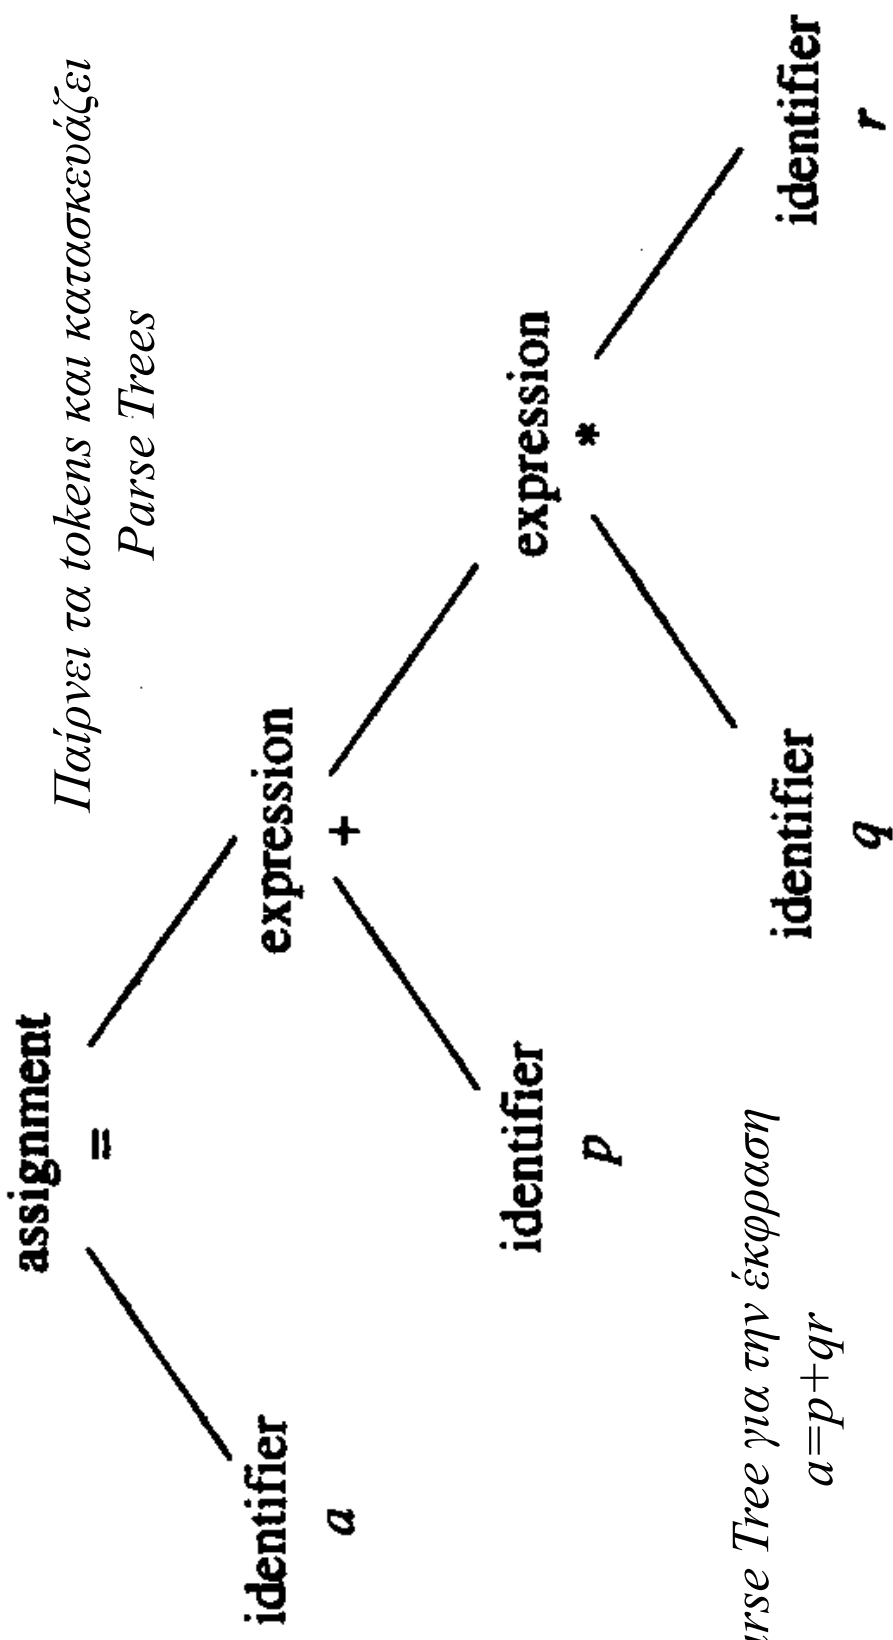 Παίρνει τα tokens και κατασκευάζει
Parse Trees
assignment
=
identifier
a
expression
+
identifier
p
expression
*
identifier
q
identifier
r
Tree για την έκφραση
a=p+qr